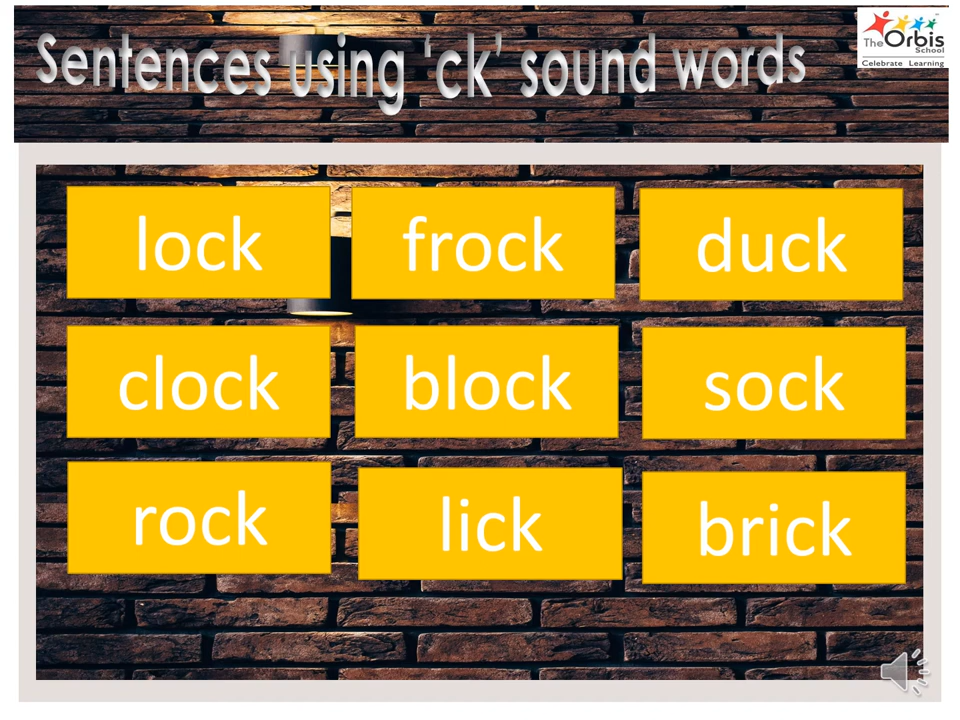 Sentences using ‘ck’ sound words
The Orbis
School
Celebrate Learning
lock frock duck
clock block sock
rock lick brick